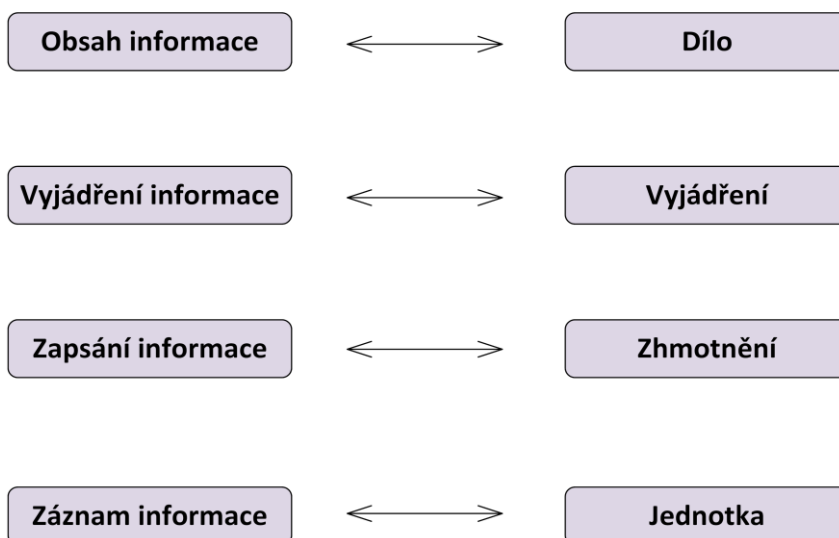 Obsah informace
Dílo
Vyjádření informace
Vyjádření
Zapsání informace
Zhmotnění
Záznam informace
Jednotka